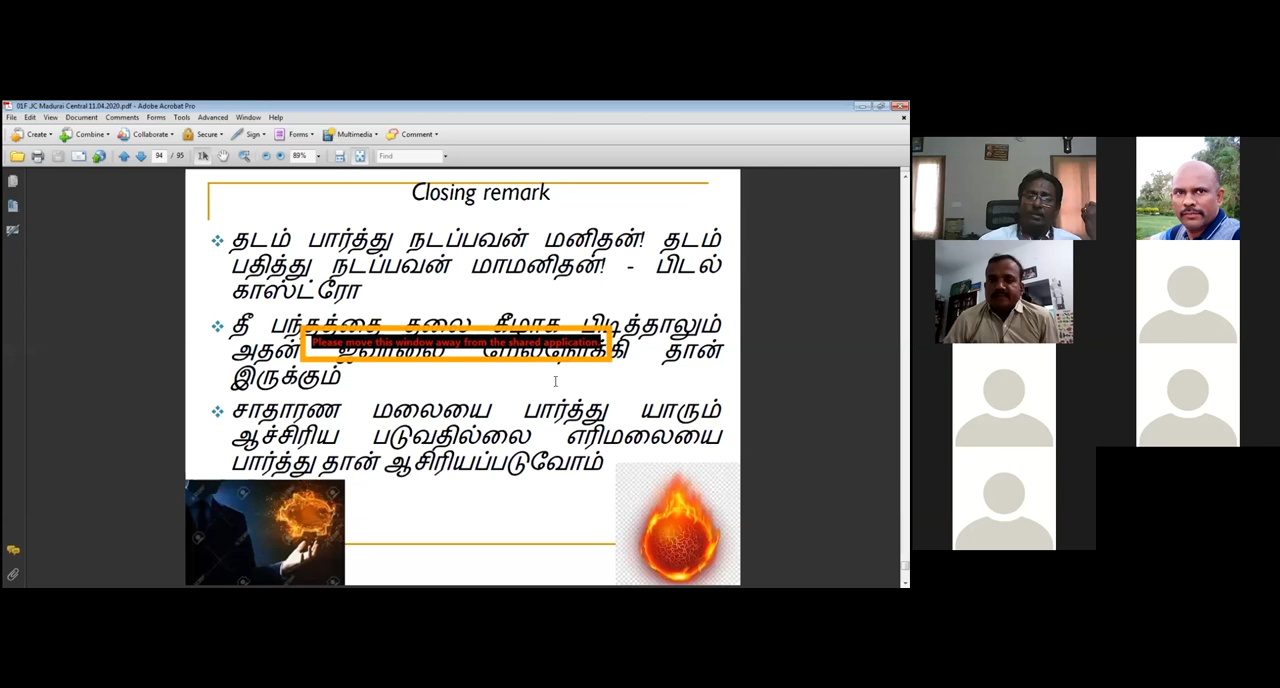 01F JC Madurai Central 11.04.2020.pdf - Adobe Acrobat Pro
File Edit View Document Comments Forms Tools Advanced Window Help
Create Combine Collaborate Secure Sign Forms Multimedia Comment
94 / 95 89% Find
Closing remark
தடம் பார்த்து நடப்பவன் மனிதன்! தடம்
பதித்து நடப்பவன் மாமனிதன்! - பிடல்
காஸ்ட்ரோ
தீ பந்தத்தை தலை கீழாக பிடித்தாலும்
Please move this window away from the shared application.
அதன் தான்
இருக்கும்
சாதாரண மலையை பார்த்து யாரும்
ஆச்சிரிய படுவதில்லை எரிமலையை
பார்த்து தான் ஆசிரியப்படுவோம்